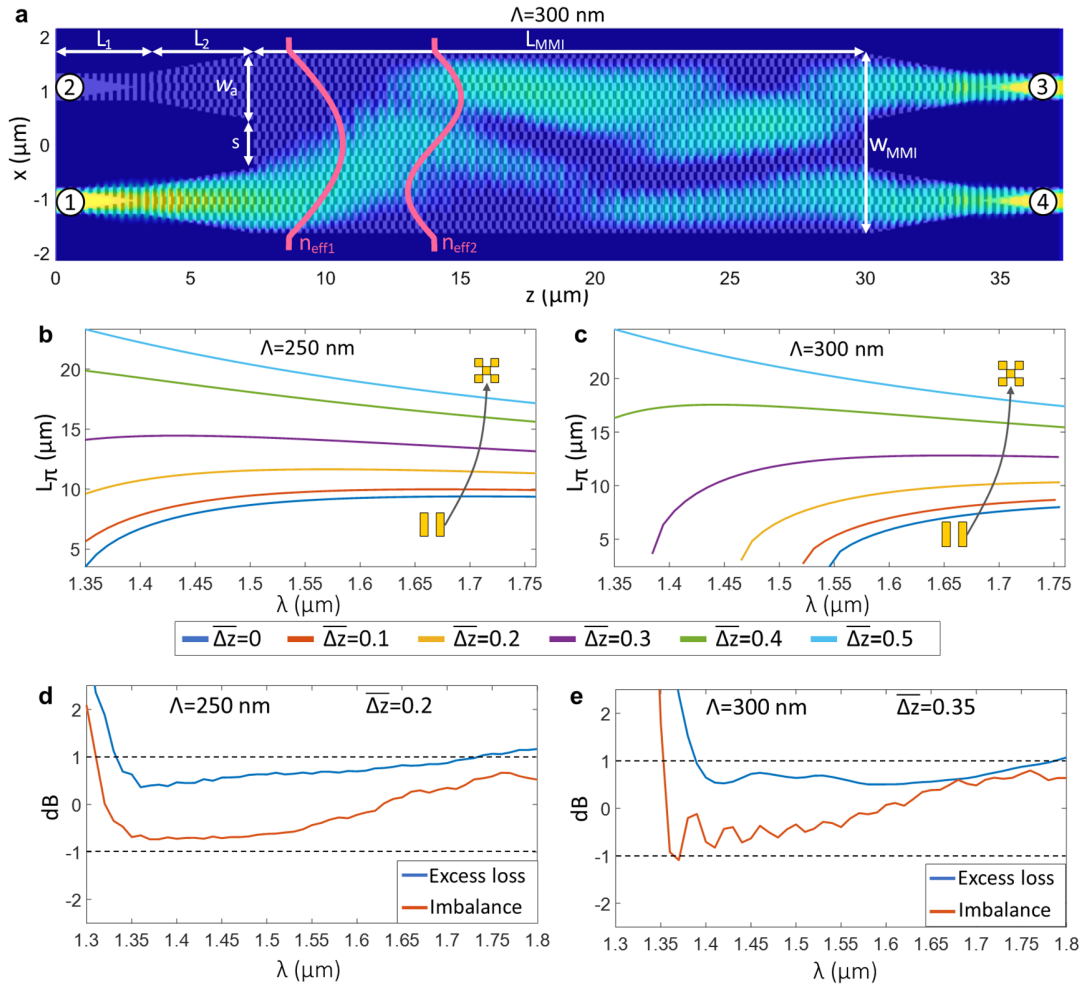 a
Λ=300 nm
L₁
L₂
L_MMI
2
w_a
s
1
3
w_MMI
4
n_eff1
n_eff2
x (µm)
2
1
0
-1
-2
0
5
10
15
20
25
30
35
z (µm)
b
Λ=250 nm
L_π (µm)
20
15
10
5
1.35
1.4
1.45
1.5
1.55
1.6
1.65
1.7
1.75
λ (µm)
c
Λ=300 nm
L_π (µm)
20
15
10
5
1.35
1.4
1.45
1.5
1.55
1.6
1.65
1.7
1.75
λ (µm)
Δz̅=0
Δz̅=0.1
Δz̅=0.2
Δz̅=0.3
Δz̅=0.4
Δz̅=0.5
d
Λ=250 nm
Δz̅=0.2
dB
2
1
0
-1
-2
Excess loss
Imbalance
1.3
1.35
1.4
1.45
1.5
1.55
1.6
1.65
1.7
1.75
1.8
λ (µm)
e
Λ=300 nm
Δz̅=0.35
dB
2
1
0
-1
-2
Excess loss
Imbalance
1.3
1.35
1.4
1.45
1.5
1.55
1.6
1.65
1.7
1.75
1.8
λ (µm)